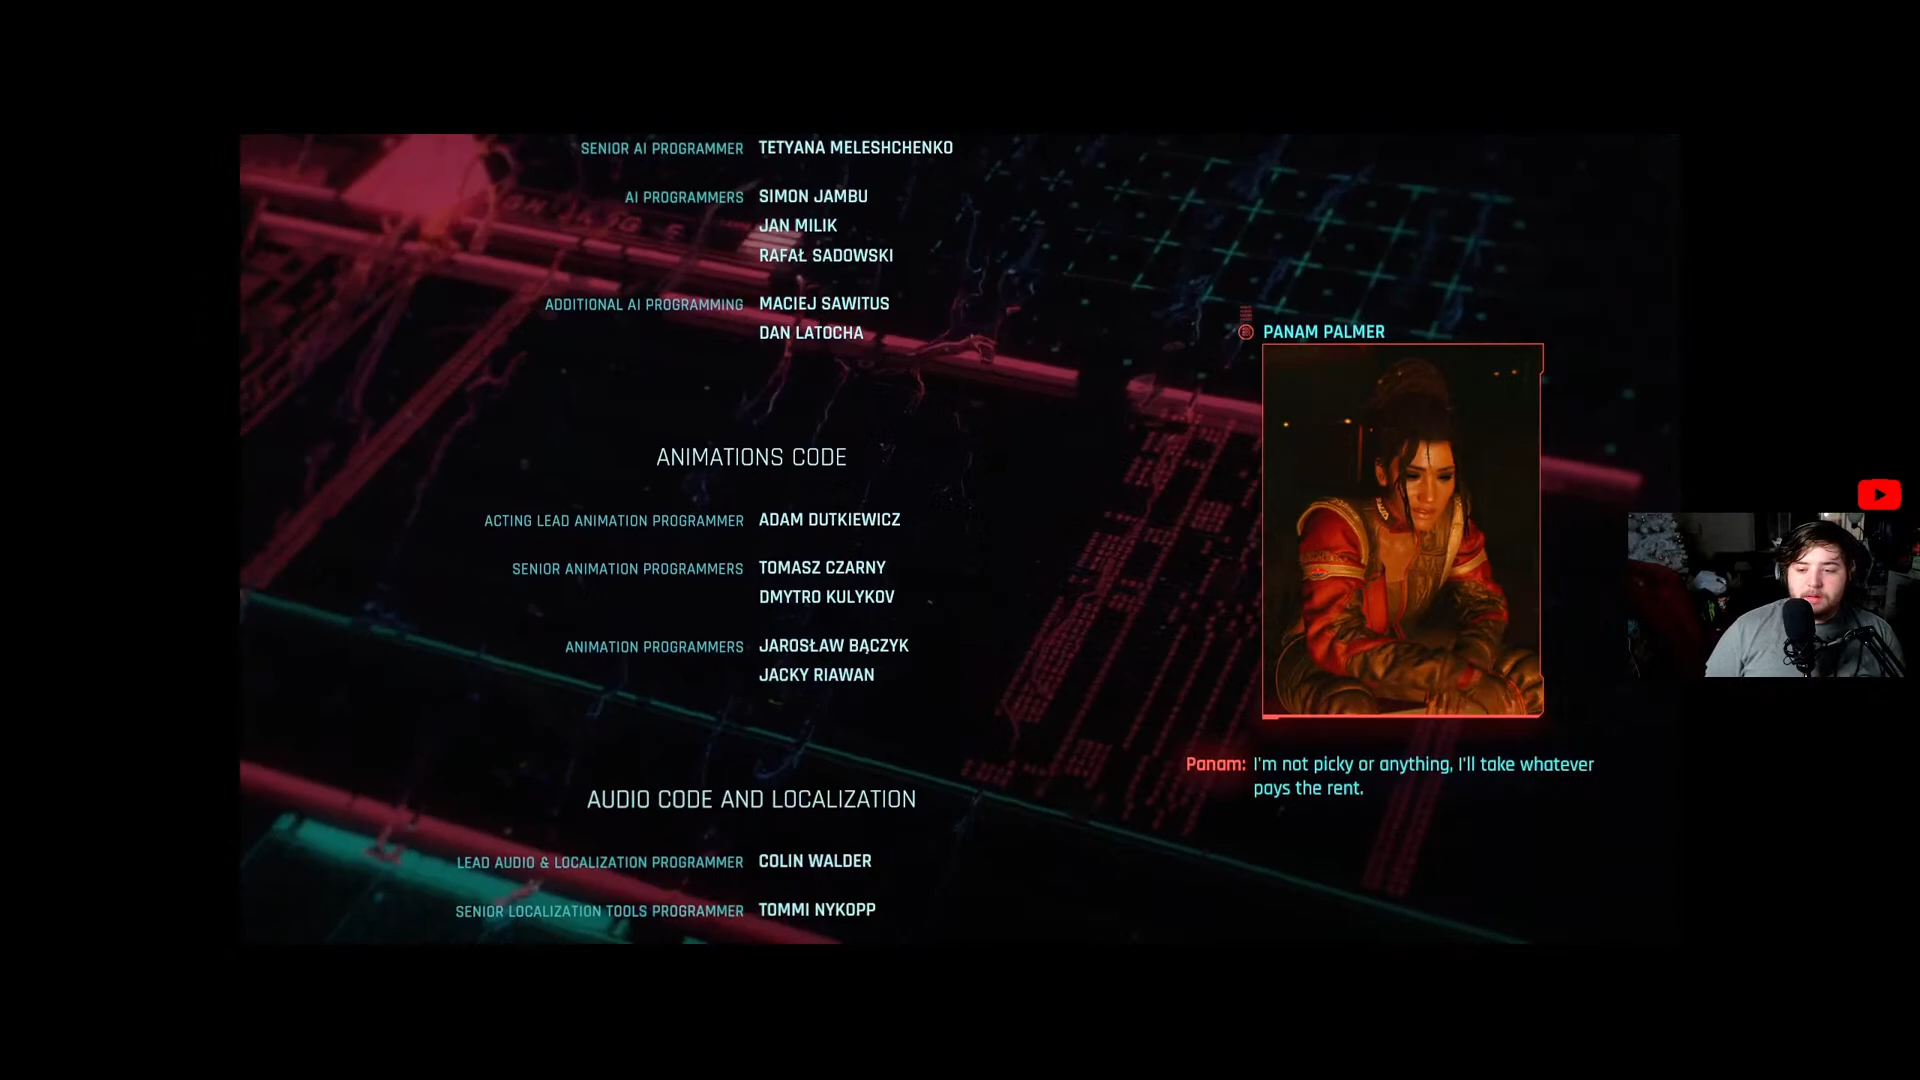 SENIOR AI PROGRAMMER TETYANA MELESHCHENKO
AI PROGRAMMERS SIMON JAMBU
JAN MILIK
RAFAŁ SADOWSKI
ADDITIONAL AI PROGRAMMING MACIEJ SAWITUS
DAN LATOCHA
ANIMATIONS CODE
ACTING LEAD ANIMATION PROGRAMMER ADAM DUTKIEWICZ
SENIOR ANIMATION PROGRAMMERS TOMASZ CZARNY
DMYTRO KULYKOV
ANIMATION PROGRAMMERS JAROSŁAW BĄCZYK
JACKY RIAWAN
AUDIO CODE AND LOCALIZATION
LEAD AUDIO & LOCALIZATION PROGRAMMER COLIN WALDER
SENIOR LOCALIZATION TOOLS PROGRAMMER TOMMI NYKOPP
PANAM PALMER
Panam: I'm not picky or anything, I'll take whatever
pays the rent.